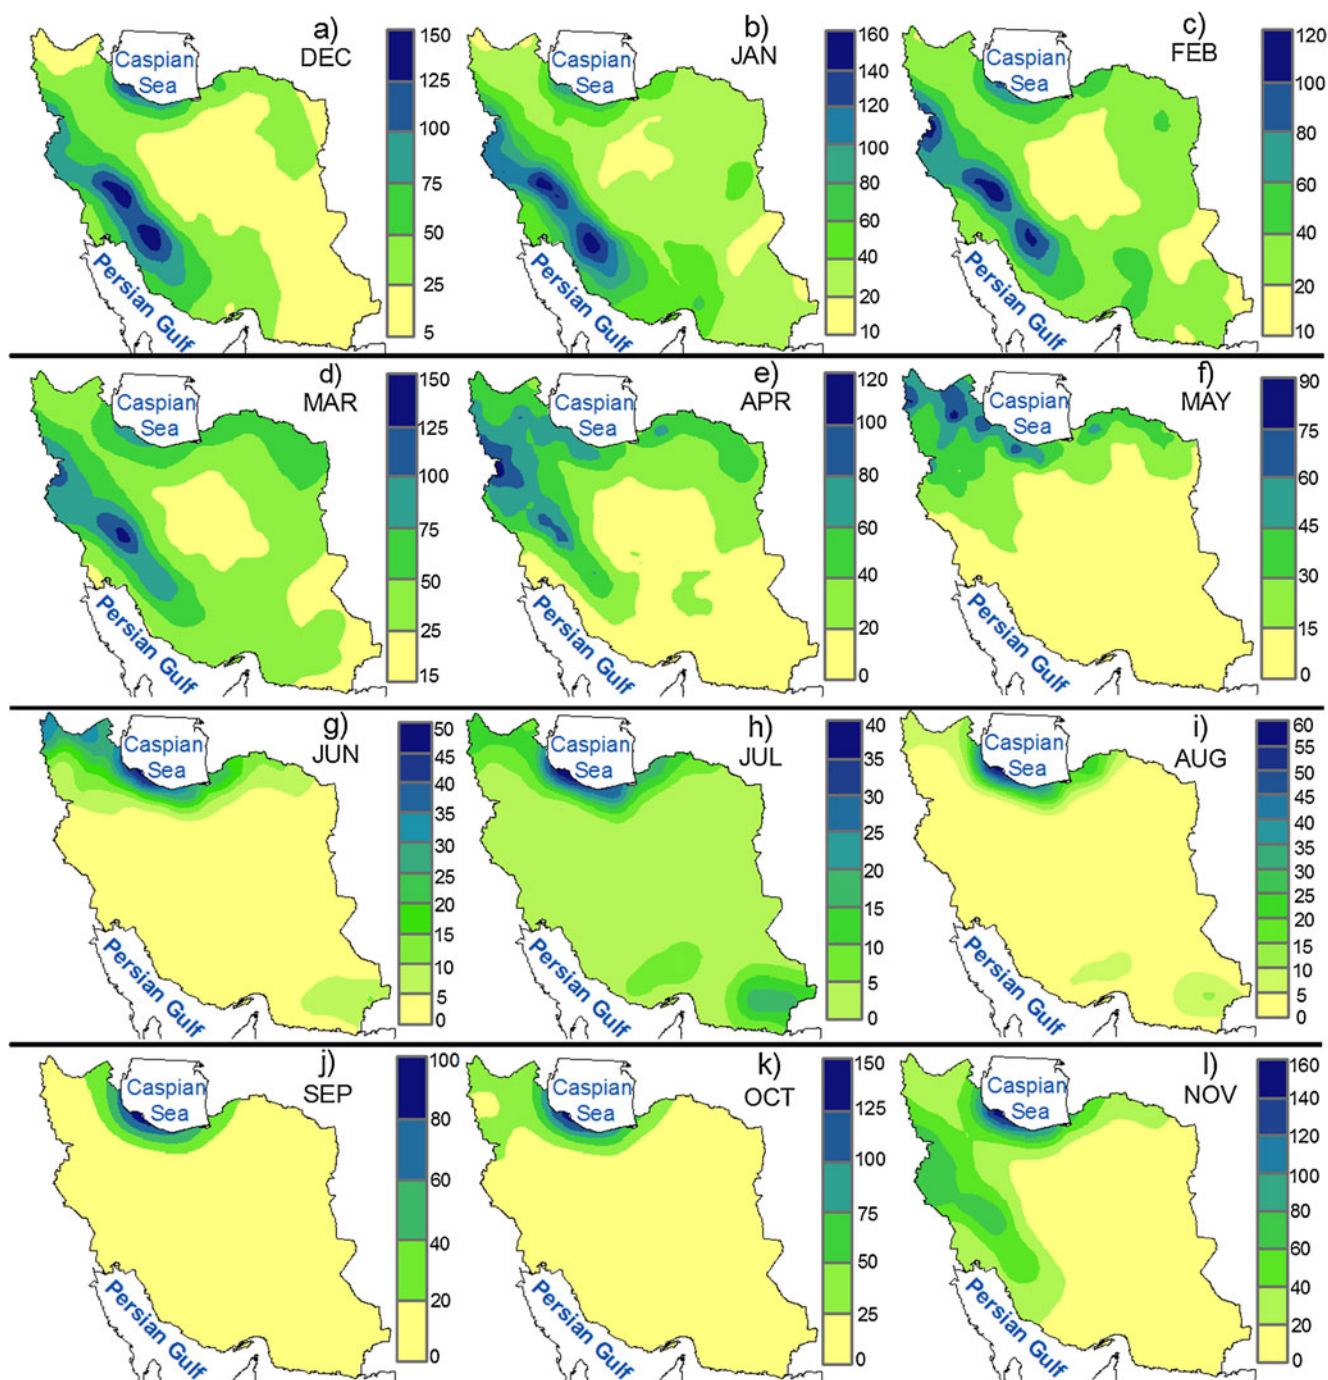 a)
DEC
Caspian
Sea
Persian Gulf
150
125
100
75
50
25
5
b)
JAN
Caspian
Sea
Persian Gulf
160
140
120
100
80
60
40
20
10
c)
FEB
Caspian
Sea
Persian Gulf
120
100
80
60
40
20
10
d)
MAR
Caspian
Sea
Persian Gulf
150
125
100
75
50
25
15
e)
APR
Caspian
Sea
Persian Gulf
120
100
80
60
40
20
0
f)
MAY
Caspian
Sea
Persian Gulf
90
75
60
45
30
15
0
g)
JUN
Caspian
Sea
Persian Gulf
50
45
40
35
30
25
20
15
10
5
0
h)
JUL
Caspian
Sea
Persian Gulf
40
35
30
25
20
15
10
5
0
i)
AUG
Caspian
Sea
Persian Gulf
60
55
50
45
40
35
30
25
20
15
10
5
0
j)
SEP
Caspian
Sea
Persian Gulf
100
80
60
40
20
0
k)
OCT
Caspian
Sea
Persian Gulf
150
125
100
75
50
25
0
l)
NOV
Caspian
Sea
Persian Gulf
160
140
120
100
80
60
40
20
0